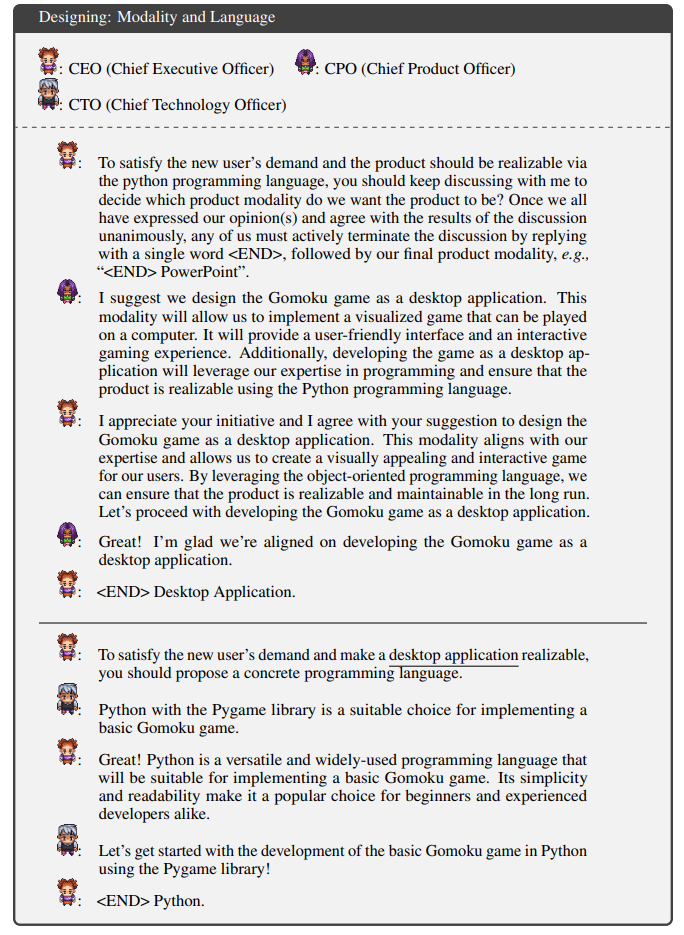 Designing: Modality and Language
: CEO (Chief Executive Officer) : CPO (Chief Product Officer)
: CTO (Chief Technology Officer)
: To satisfy the new user’s demand and the product should be realizable via
the python programming language, you should keep discussing with me to
decide which product modality do we want the product to be? Once we all
have expressed our opinion(s) and agree with the results of the discussion
unanimously, any of us must actively terminate the discussion by replying
with a single word <END>, followed by our final product modality, e.g.,
“<END> PowerPoint”.
: I suggest we design the Gomoku game as a desktop application. This
modality will allow us to implement a visualized game that can be played
on a computer. It will provide a user-friendly interface and an interactive
gaming experience. Additionally, developing the game as a desktop ap-
plication will leverage our expertise in programming and ensure that the
product is realizable using the Python programming language.
: I appreciate your initiative and I agree with your suggestion to design the
Gomoku game as a desktop application. This modality aligns with our
expertise and allows us to create a visually appealing and interactive game
for our users. By leveraging the object-oriented programming language, we
can ensure that the product is realizable and maintainable in the long run.
Let’s proceed with developing the Gomoku game as a desktop application.
: Great! I’m glad we’re aligned on developing the Gomoku game as a
desktop application.
: <END> Desktop Application.
: To satisfy the new user’s demand and make a desktop application realizable,
you should propose a concrete programming language.
: Python with the Pygame library is a suitable choice for implementing a
basic Gomoku game.
: Great! Python is a versatile and widely-used programming language that
will be suitable for implementing a basic Gomoku game. Its simplicity
and readability make it a popular choice for beginners and experienced
developers alike.
: Let’s get started with the development of the basic Gomoku game in Python
using the Pygame library!
: <END> Python.